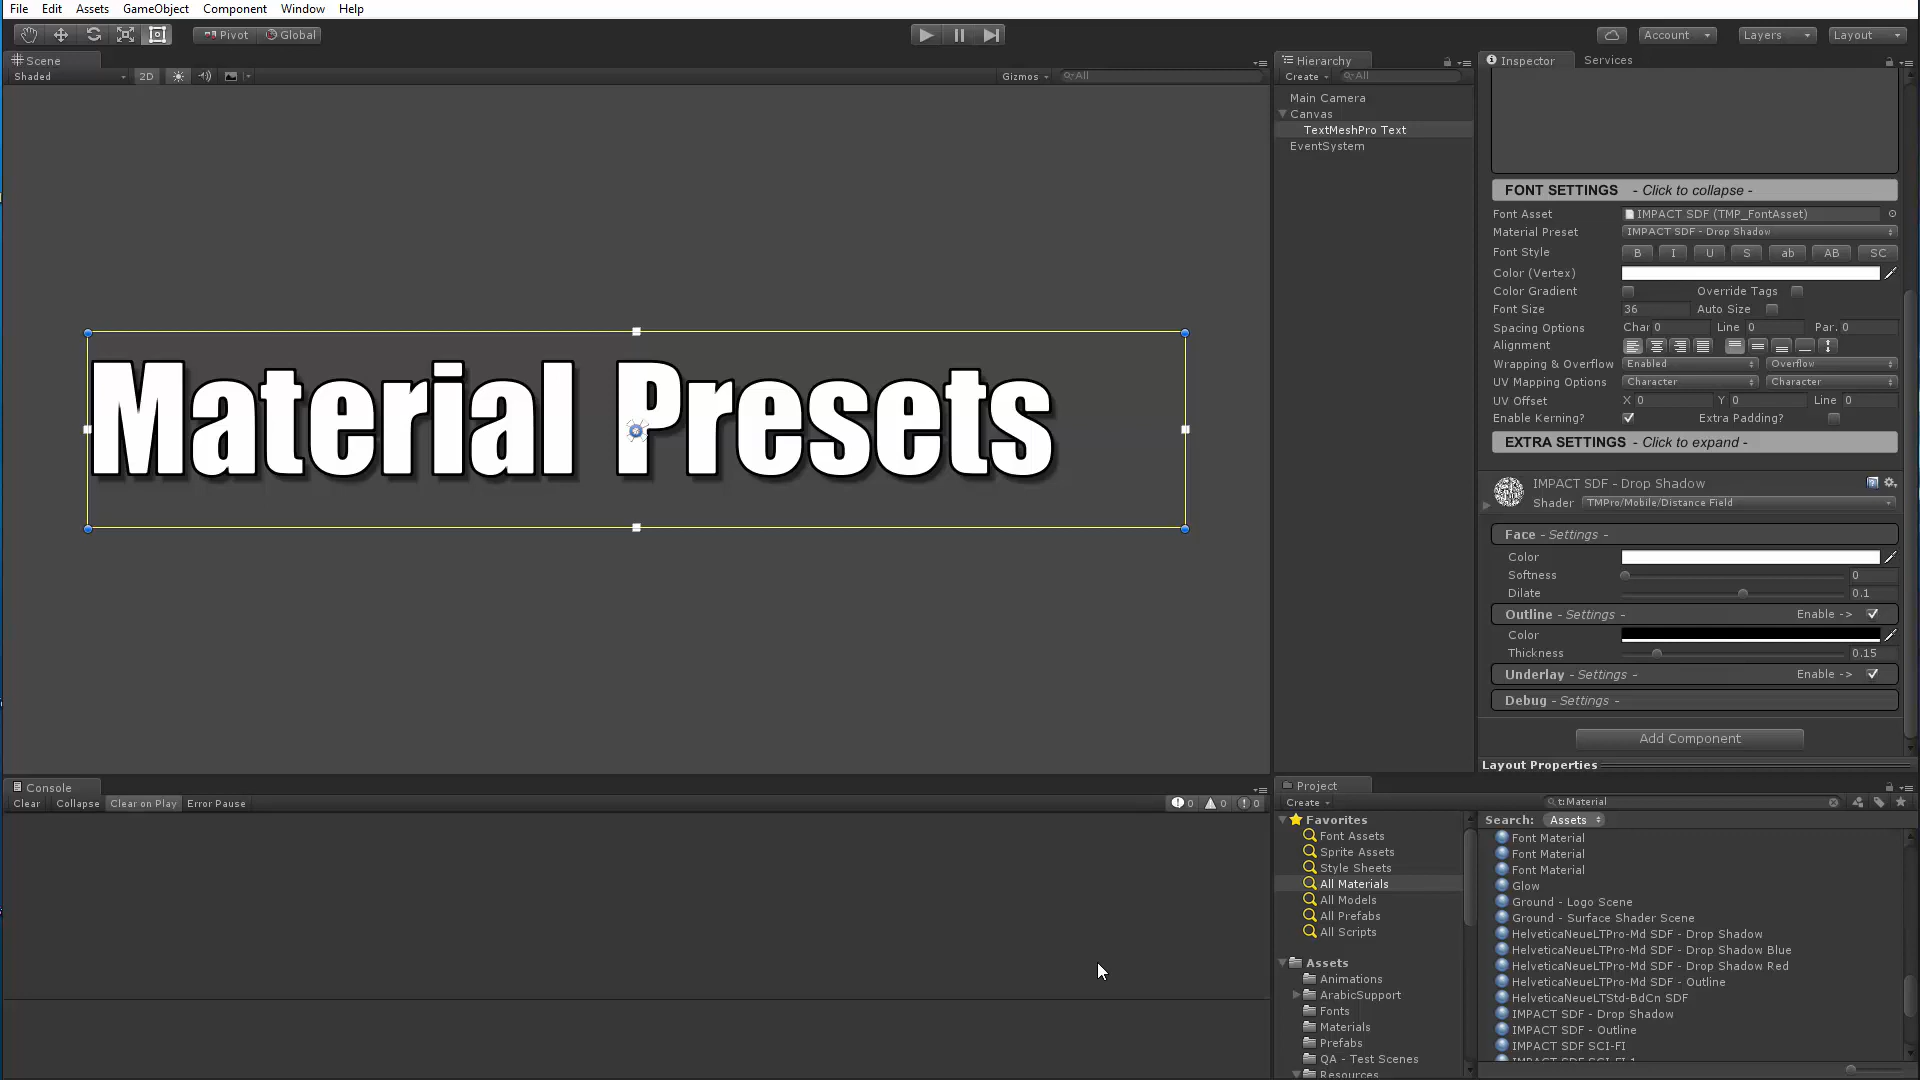 File Edit Assets GameObject Component Window Help
Pivot Global
Account Layers Layout
Scene
Shaded 2D Gizmos All
Material Presets
Hierarchy
Create All
Main Camera
Canvas
TextMeshPro Text
EventSystem
Inspector Services
FONT SETTINGS - Click to collapse -
Font Asset IMPACT SDF (TMP_FontAsset)
Material Preset IMPACT SDF - Drop Shadow
Font Style B I U S ab AB SC
Color (Vertex)
Color Gradient Override Tags
Font Size 36 Auto Size
Spacing Options Char 0 Line 0 Par. 0
Alignment
Wrapping & Overflow Enabled Overflow
UV Mapping Options Character Character
UV Offset X 0 Y 0 Line 0
Enable Kerning? Extra Padding?
EXTRA SETTINGS - Click to expand -
IMPACT SDF - Drop Shadow
Shader TMPro/Mobile/Distance Field
Face - Settings -
Color
Softness 0
Dilate 0.1
Outline - Settings - Enable ->
Color
Thickness 0.15
Underlay - Settings - Enable ->
Debug - Settings -
Add Component
Layout Properties
Console
Clear Collapse Clear on Play Error Pause 0 0 0
Project
Create t:Material
Favorites
Font Assets
Sprite Assets
Style Sheets
All Materials
All Models
All Prefabs
All Scripts
Assets
Animations
ArabicSupport
Fonts
Materials
Prefabs
QA - Test Scenes
Resources
Search: Assets
Font Material
Font Material
Font Material
Glow
Ground - Logo Scene
Ground - Surface Shader Scene
HelveticaNeueLTPro-Md SDF - Drop Shadow
HelveticaNeueLTPro-Md SDF - Drop Shadow Blue
HelveticaNeueLTPro-Md SDF - Drop Shadow Red
HelveticaNeueLTPro-Md SDF - Outline
HelveticaNeueLTStd-BdCn SDF
IMPACT SDF - Drop Shadow
IMPACT SDF - Outline
IMPACT SDF SCI-FI
IMPACT SDF SCI-FI 1